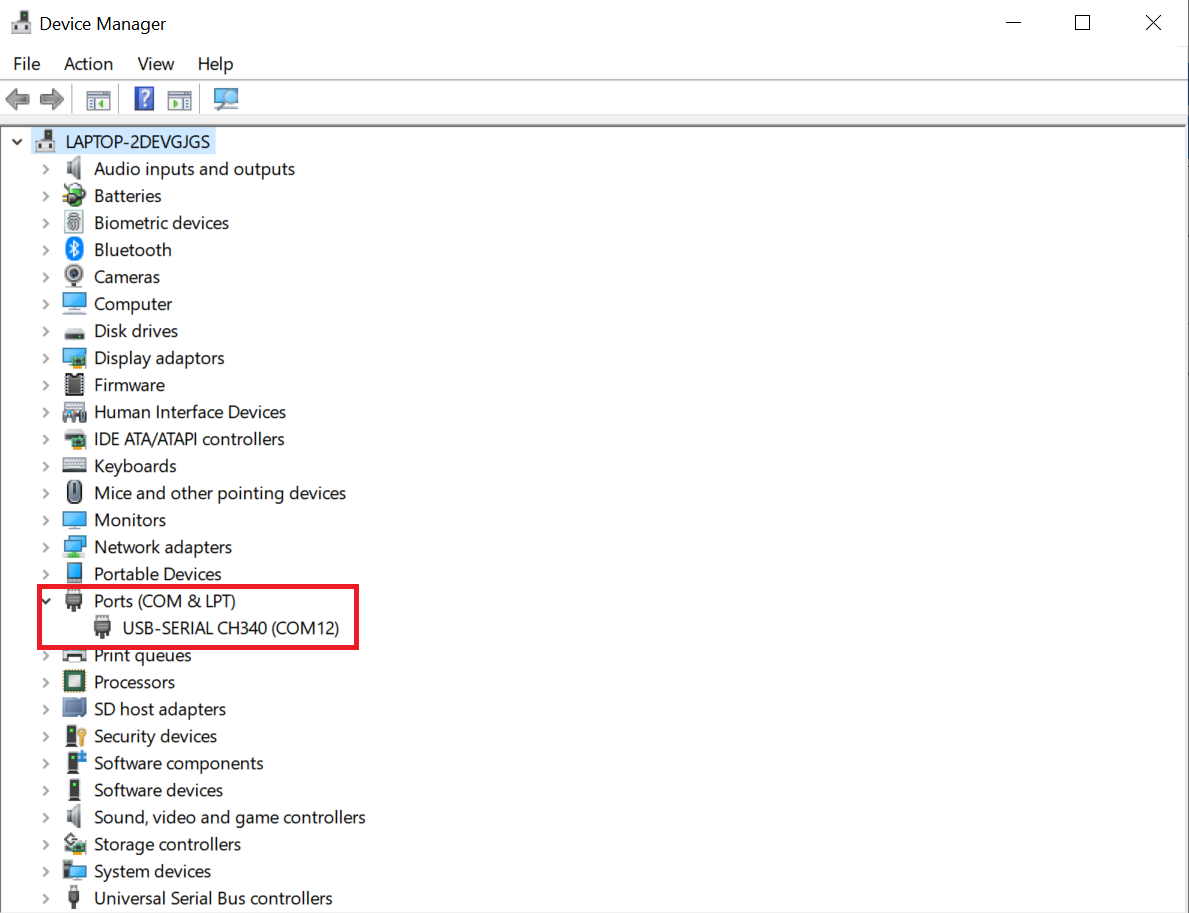 Device Manager
File Action View Help
LAPTOP-2DEVGJGS
Audio inputs and outputs
Batteries
Biometric devices
Bluetooth
Cameras
Computer
Disk drives
Display adaptors
Firmware
Human Interface Devices
IDE ATA/ATAPI controllers
Keyboards
Mice and other pointing devices
Monitors
Network adapters
Portable Devices
Ports (COM & LPT)
USB-SERIAL CH340 (COM12)
Print queues
Processors
SD host adapters
Security devices
Software components
Software devices
Sound, video and game controllers
Storage controllers
System devices
Universal Serial Bus controllers